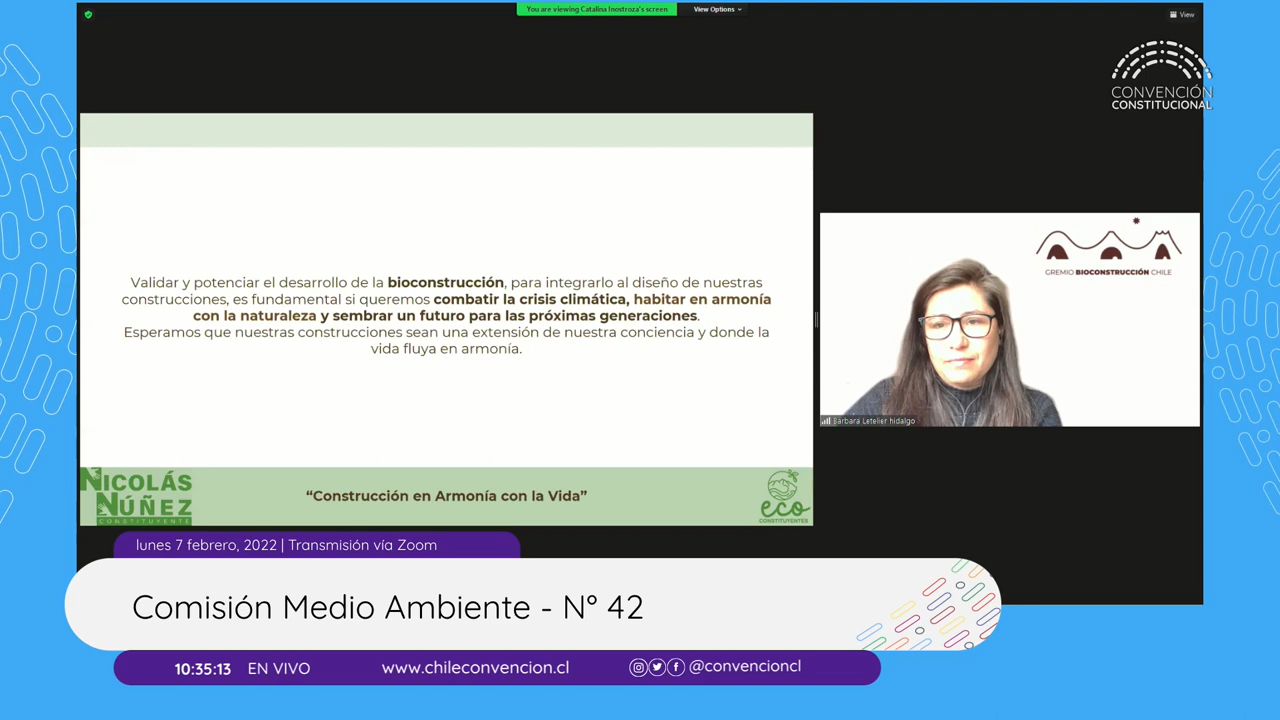 You are viewing Catalina Inostroza's screen
View Options
View
CONVENCIÓN
CONSTITUCIONAL
Validar y potenciar el desarrollo de la bioconstrucción, para integrarlo al diseño de nuestras
construcciones, es fundamental si queremos combatir la crisis climática, habitar en armonía
con la naturaleza y sembrar un futuro para las próximas generaciones.
Esperamos que nuestras construcciones sean una extensión de nuestra conciencia y donde la
vida fluya en armonía.
GREMIO BIOCONSTRUCCIÓN CHILE
Bárbara Letelier hidalgo
NICOLÁS
NÚÑEZ
CONSTITUYENTE
“Construcción en Armonía con la Vida”
eco
CONSTITUYENTES
lunes 7 febrero, 2022 | Transmisión vía Zoom
Comisión Medio Ambiente - N° 42
10:35:13 EN VIVO www.chileconvencion.cl @convencioncl